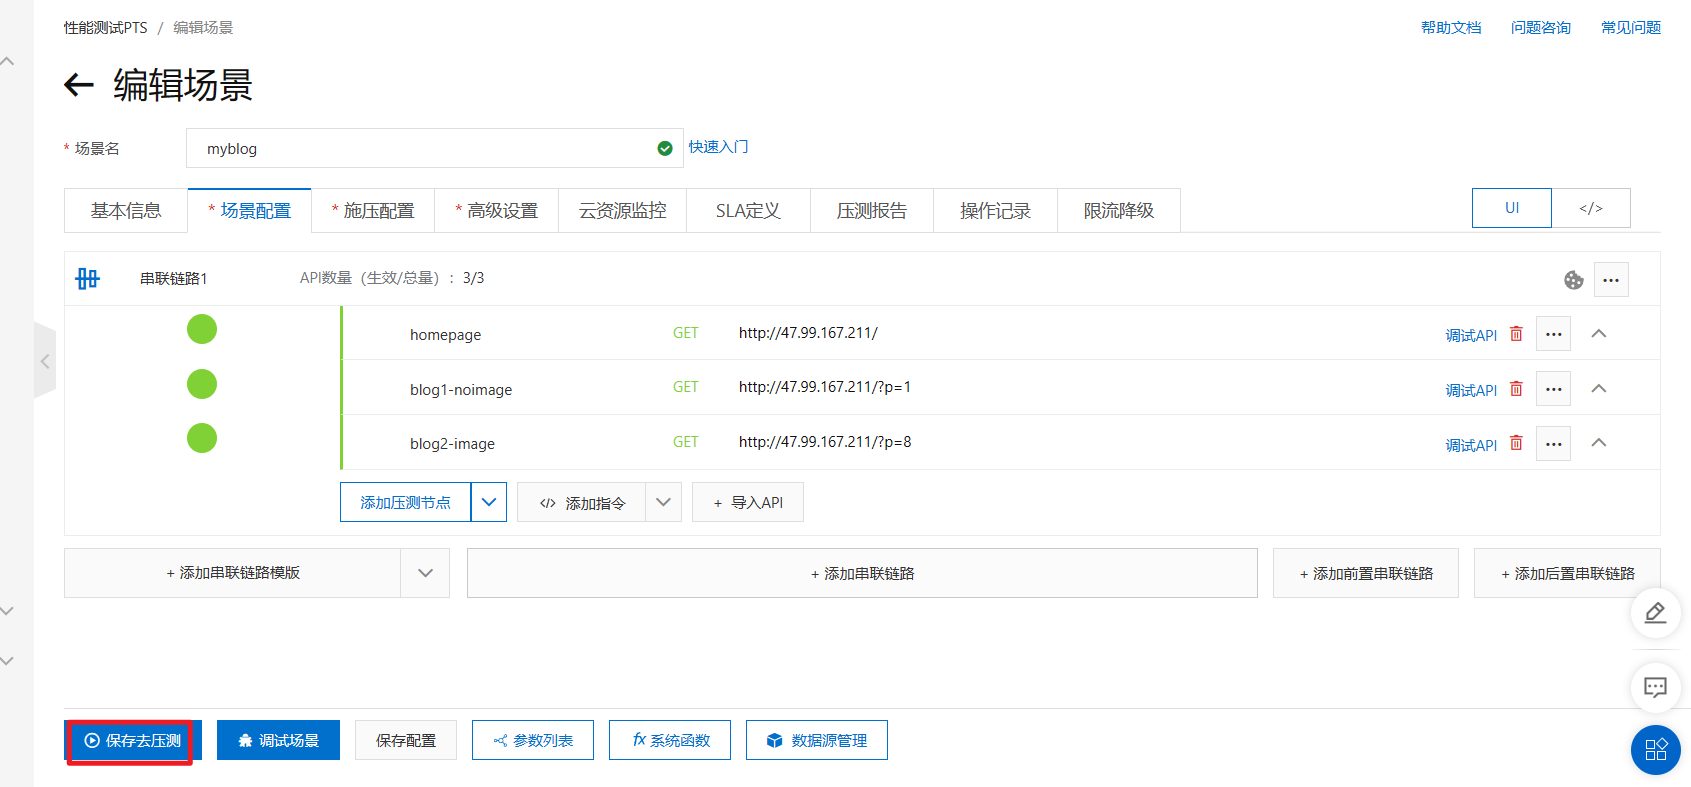 性能测试PTS / 编辑场景 帮助文档 问题咨询 常见问题
编辑场景
* 场景名 myblog 快速入门
基本信息 * 场景配置 * 施压配置 * 高级设置 云资源监控 SLA定义 压测报告 操作记录 限流降级 UI </>
串联链路1 API数量（生效/总量）： 3/3 ...
homepage GET http://47.99.167.211/ 调试API ...
blog1-noimage GET http://47.99.167.211/?p=1 调试API ...
blog2-image GET http://47.99.167.211/?p=8 调试API ...
添加压测节点 </> 添加指令 + 导入API
+ 添加串联链路模版 + 添加串联链路 + 添加前置串联链路 + 添加后置串联链路
保存去压测 调试场景 保存配置 参数列表 fx 系统函数 数据源管理